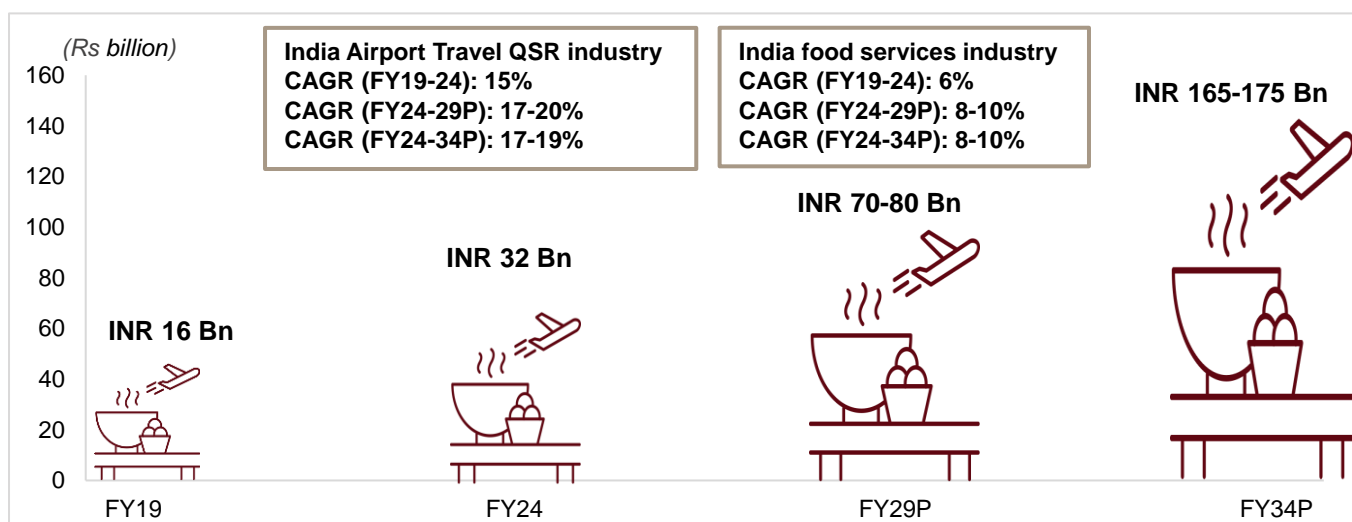 (Rs billion)
160
140
120
100
80
60
40
20
0
India Airport Travel QSR industry
CAGR (FY19-24): 15%
CAGR (FY24-29P): 17-20%
CAGR (FY24-34P): 17-19%
India food services industry
CAGR (FY19-24): 6%
CAGR (FY24-29P): 8-10%
CAGR (FY24-34P): 8-10%
INR 16 Bn
INR 32 Bn
INR 70-80 Bn
INR 165-175 Bn
FY19
FY24
FY29P
FY34P